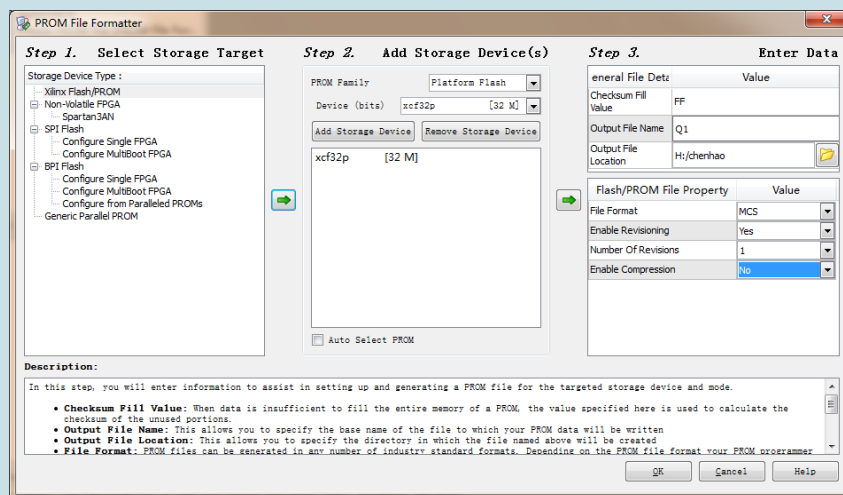 PROM File Formatter
Step 1. Select Storage Target
Storage Device Type :
Xilinx Flash/PROM
Non-Volatile FPGA
Spartan3AN
SPI Flash
Configure Single FPGA
Configure MultiBoot FPGA
BPI Flash
Configure Single FPGA
Configure MultiBoot FPGA
Configure from Paralleled PROMs
Generic Parallel PROM
Step 2. Add Storage Device(s)
PROM Family Platform Flash
Device (bits) xcf32p [32 M]
Add Storage Device Remove Storage Device
xcf32p [32 M]
Auto Select PROM
Step 3. Enter Data
eneral File Deta Value
Checksum Fill
Value FF
Output File Name Q1
Output File
Location H:/chenhao
Flash/PROM File Property Value
File Format MCS
Enable Revisioning Yes
Number Of Revisions 1
Enable Compression No
Description:
In this step, you will enter information to assist in setting up and generating a PROM file for the targeted storage device and mode.
• Checksum Fill Value: When data is insufficient to fill the entire memory of a PROM, the value specified here is used to calculate the
checksum of the unused portions.
• Output File Name: This allows you to specify the base name of the file to which your PROM data will be written
• Output File Location: This allows you to specify the directory in which the file named above will be created
• File Format: PROM files can be generated in any number of industry standard formats. Depending on the PROM file format your PROM programmer
OK Cancel Help